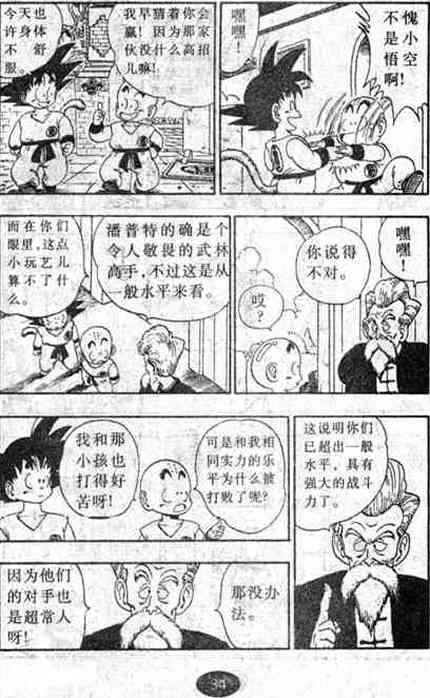 不愧是小悟空啊！
嘿嘿！
我早猜着你会
赢！因为那家
伙没什么高招
儿嘛！
今天也
许身体
不舒
服。
嘿嘿！
你说得
不对。
哎？
潘普特的确是个
令人敬畏的武林
高手，不过这是从
一般水平来看。
而在你们
眼里，这点
小玩艺儿
算不了什
么。
这说明你们
已超出一般
水平，具有
強大的战斗
力了。
可是和我相
同实力的乐
平为什么被
打败了呢？
我和那
小孩也
打得好
苦呀！
那没办
法。
因为他们
的对手也
是超常人
呀！
34